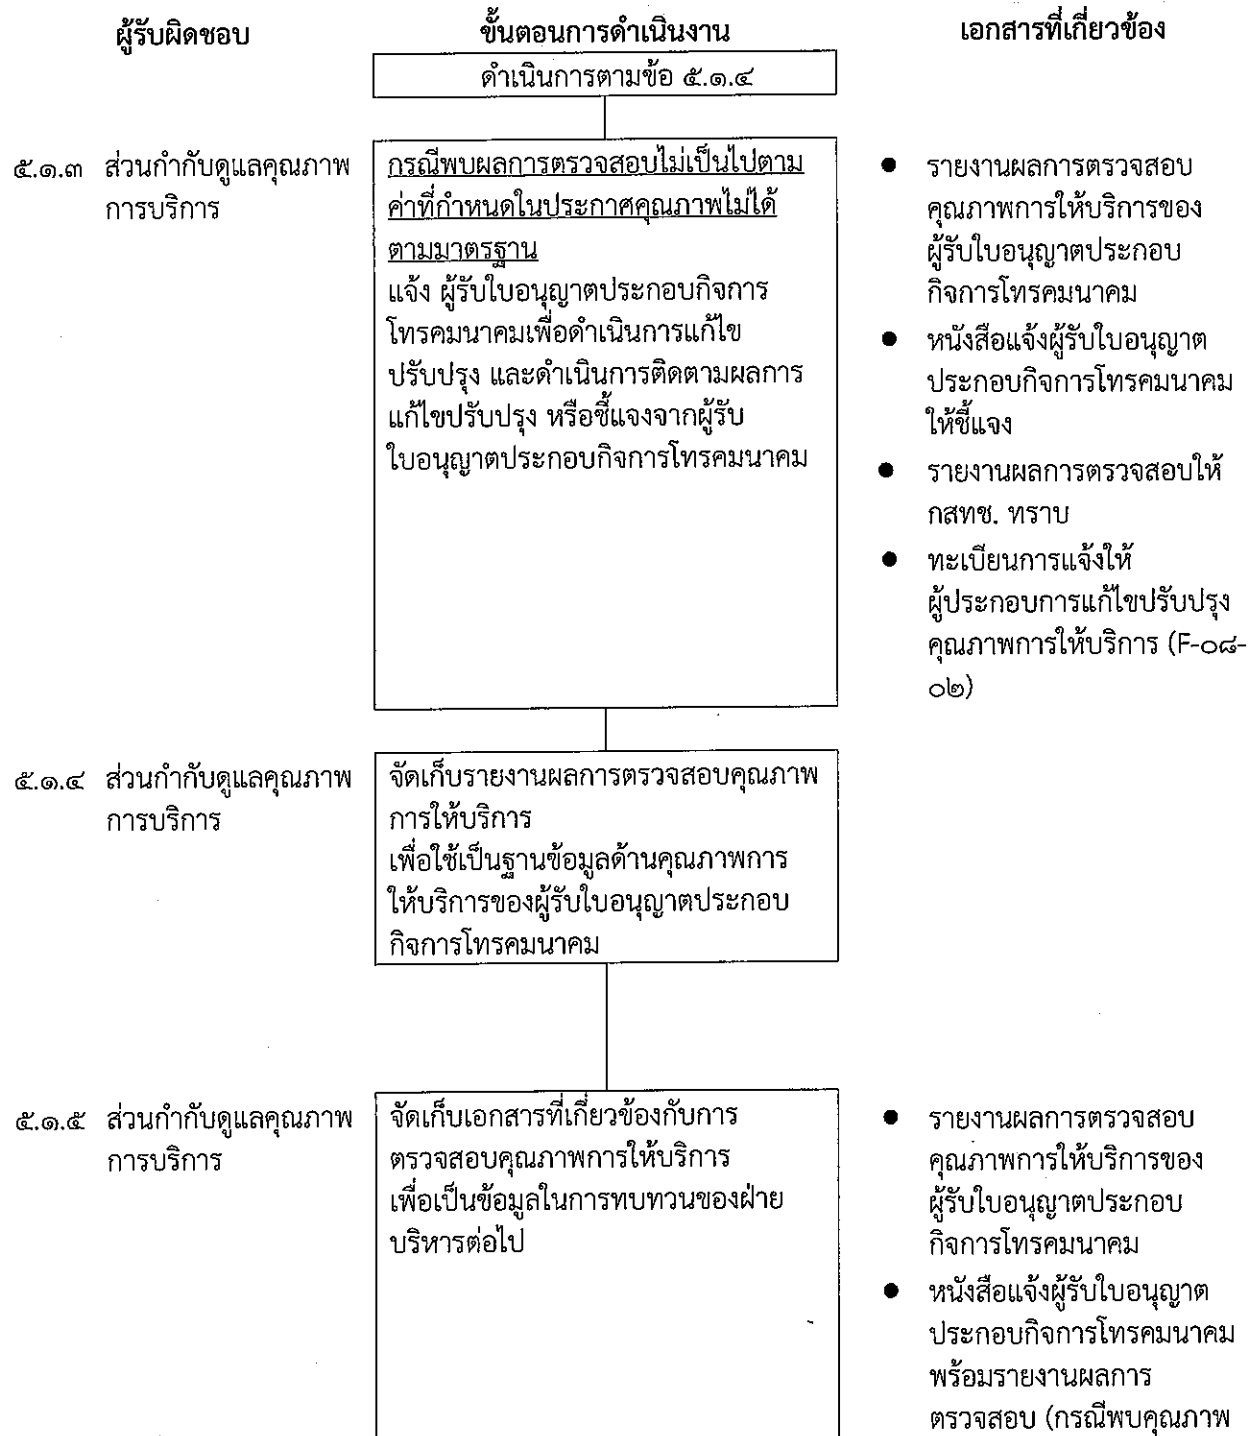 ผู้รับผิดชอบ
ขั้นตอนการดำเนินงาน
เอกสารที่เกี่ยวข้อง
ดำเนินการตามข้อ ๕.๑.๔
๕.๑.๓ ส่วนกำกับดูแลคุณภาพ
การบริการ
กรณีพบผลการตรวจสอบไม่เป็นไปตาม
ค่าที่กำหนดในประกาศคุณภาพไม่ได้
ตามมาตรฐาน
แจ้ง ผู้รับใบอนุญาตประกอบกิจการ
โทรคมนาคมเพื่อดำเนินการแก้ไข
ปรับปรุง และดำเนินการติดตามผลการ
แก้ไขปรับปรุง หรือชี้แจงจากผู้รับ
ใบอนุญาตประกอบกิจการโทรคมนาคม
● รายงานผลการตรวจสอบ
คุณภาพการให้บริการของ
ผู้รับใบอนุญาตประกอบ
กิจการโทรคมนาคม
● หนังสือแจ้งผู้รับใบอนุญาต
ประกอบกิจการโทรคมนาคม
ให้ชี้แจง
● รายงานผลการตรวจสอบให้
กสทช. ทราบ
● ทะเบียนการแจ้งให้
ผู้ประกอบการแก้ไขปรับปรุง
คุณภาพการให้บริการ (F-๐๘-
๐๒)
๕.๑.๔ ส่วนกำกับดูแลคุณภาพ
การบริการ
จัดเก็บรายงานผลการตรวจสอบคุณภาพ
การให้บริการ
เพื่อใช้เป็นฐานข้อมูลด้านคุณภาพการ
ให้บริการของผู้รับใบอนุญาตประกอบ
กิจการโทรคมนาคม
๕.๑.๕ ส่วนกำกับดูแลคุณภาพ
การบริการ
จัดเก็บเอกสารที่เกี่ยวข้องกับการ
ตรวจสอบคุณภาพการให้บริการ
เพื่อเป็นข้อมูลในการทบทวนของฝ่าย
บริหารต่อไป
● รายงานผลการตรวจสอบ
คุณภาพการให้บริการของ
ผู้รับใบอนุญาตประกอบ
กิจการโทรคมนาคม
● หนังสือแจ้งผู้รับใบอนุญาต
ประกอบกิจการโทรคมนาคม
พร้อมรายงานผลการ
ตรวจสอบ (กรณีพบคุณภาพ